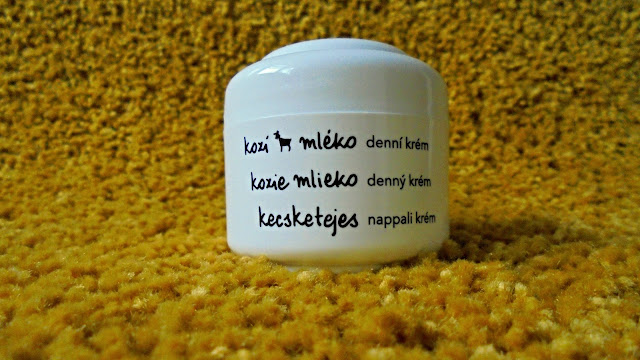 kozí mléko denní krém
kozie mlieko denný krém
kecsketejes nappali krém